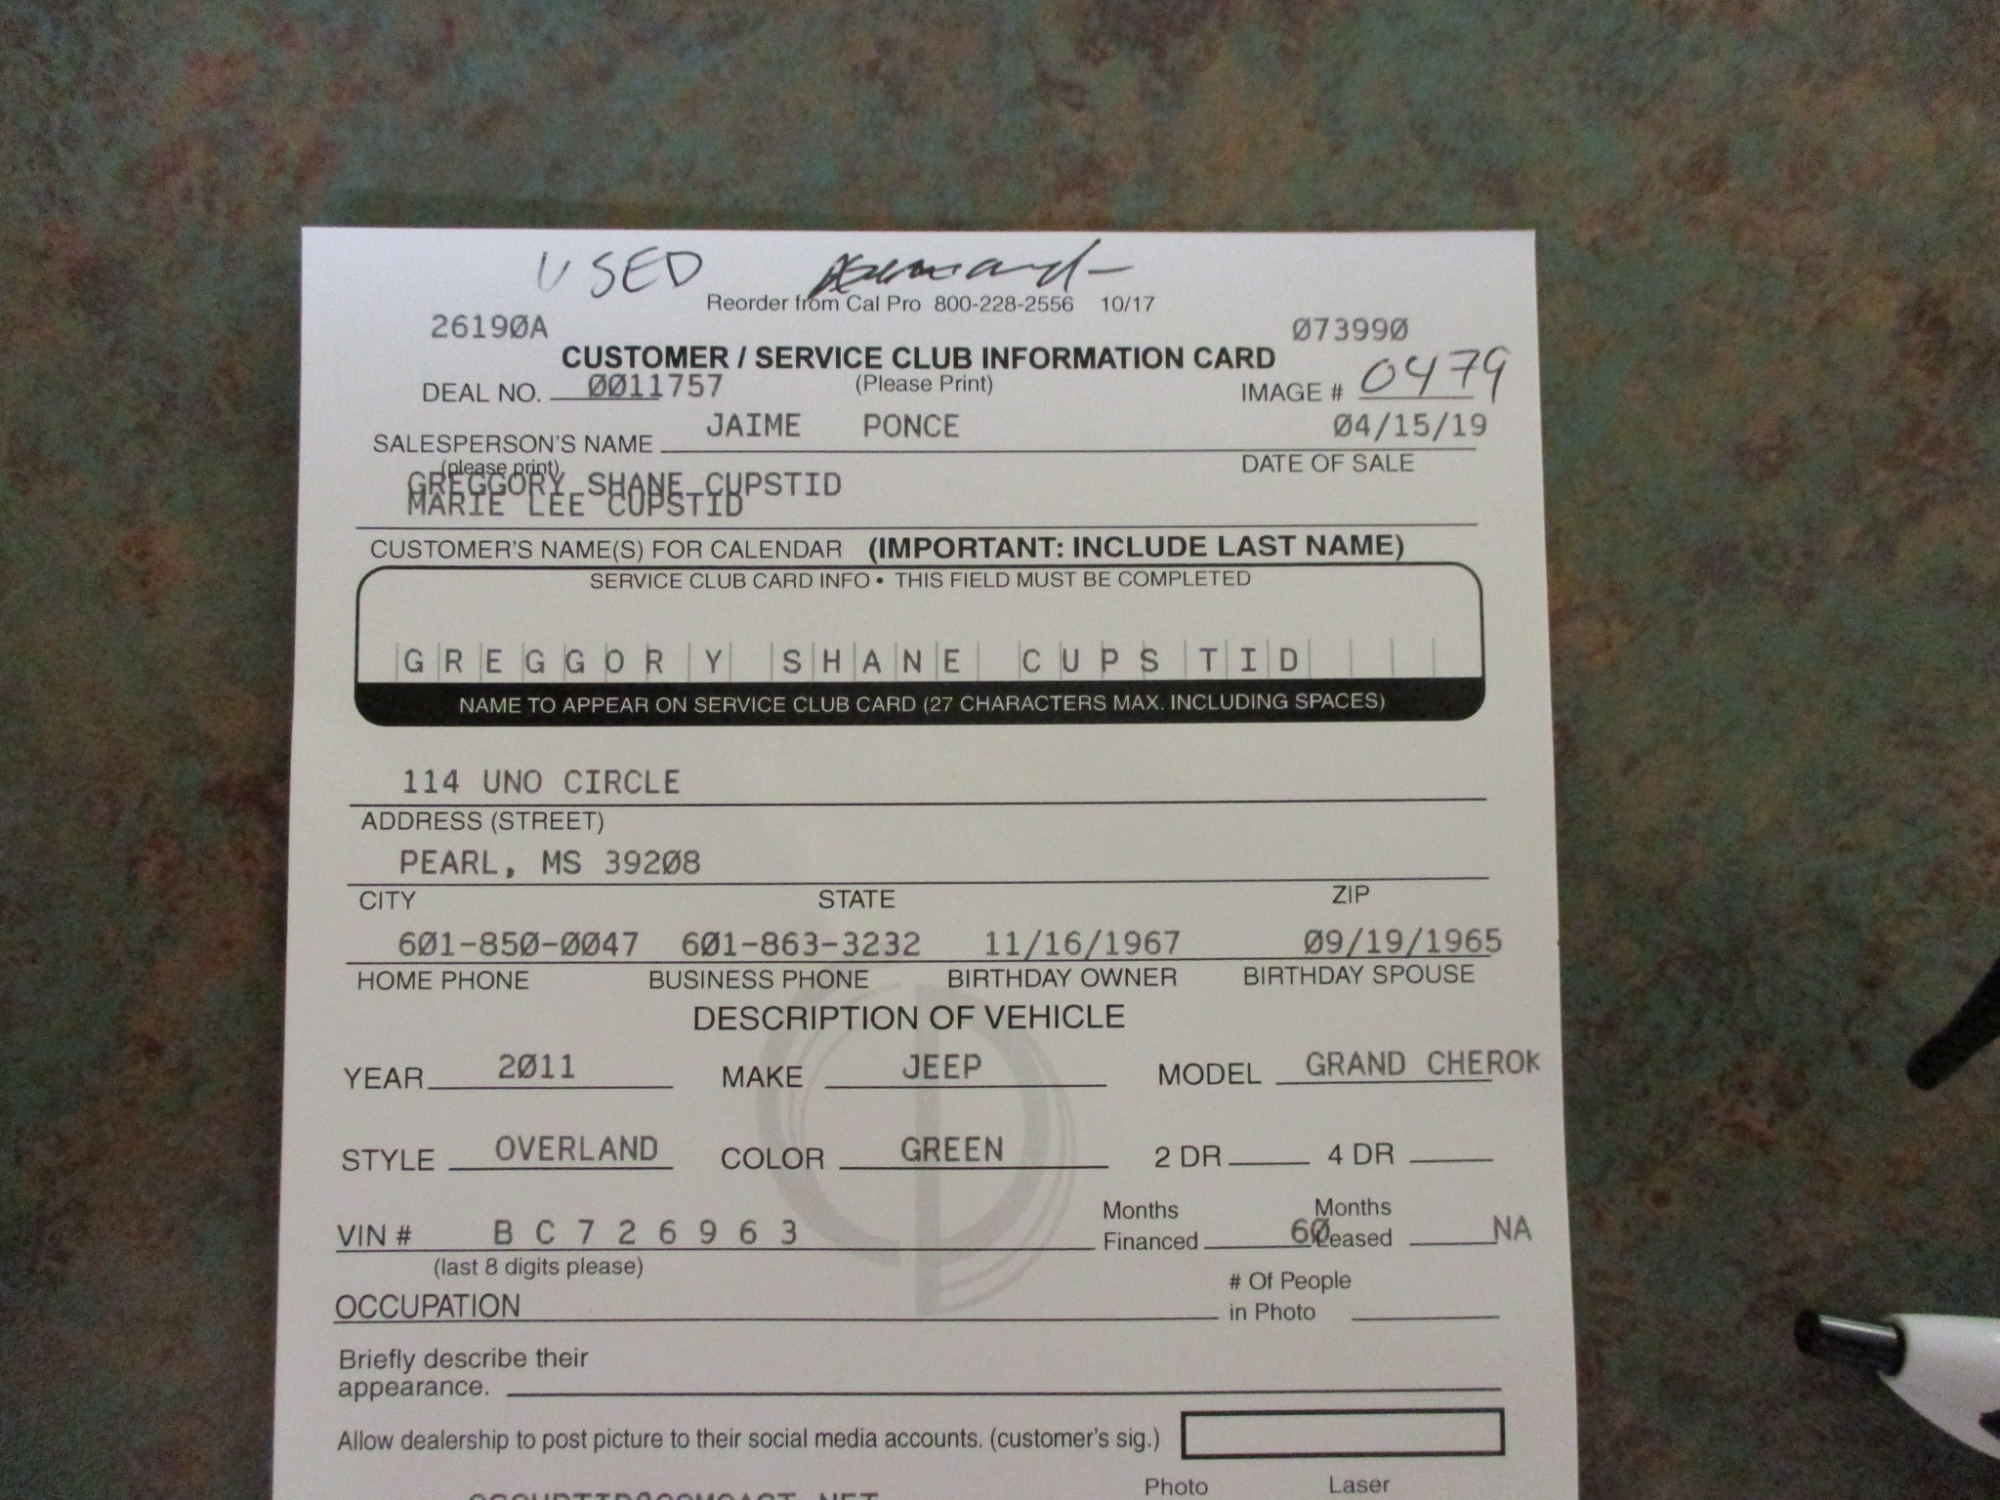 USED
Reorder from Cal Pro 800-228-2556 10/17
26190A 073990
CUSTOMER / SERVICE CLUB INFORMATION CARD
DEAL NO. 0011757 (Please Print) IMAGE # 0479
SALESPERSON'S NAME JAIME PONCE 04/15/19
(please print) DATE OF SALE
GREGGORY SHANE CUPSTID
MARIE LEE CUPSTID
CUSTOMER'S NAME(S) FOR CALENDAR (IMPORTANT: INCLUDE LAST NAME)
SERVICE CLUB CARD INFO • THIS FIELD MUST BE COMPLETED
GREGGORY SHANE CUPSTID
NAME TO APPEAR ON SERVICE CLUB CARD (27 CHARACTERS MAX. INCLUDING SPACES)
114 UNO CIRCLE
ADDRESS (STREET)
PEARL, MS 39208
CITY STATE ZIP
601-850-0047 601-863-3232 11/16/1967 09/19/1965
HOME PHONE BUSINESS PHONE BIRTHDAY OWNER BIRTHDAY SPOUSE
DESCRIPTION OF VEHICLE
YEAR 2011 MAKE JEEP MODEL GRAND CHEROK
STYLE OVERLAND COLOR GREEN 2 DR 4 DR
VIN # BC726963 Months Financed 60 Months Leased NA
(last 8 digits please)
OCCUPATION # Of People in Photo
Briefly describe their
appearance.
Allow dealership to post picture to their social media accounts. (customer's sig.)
Photo Laser